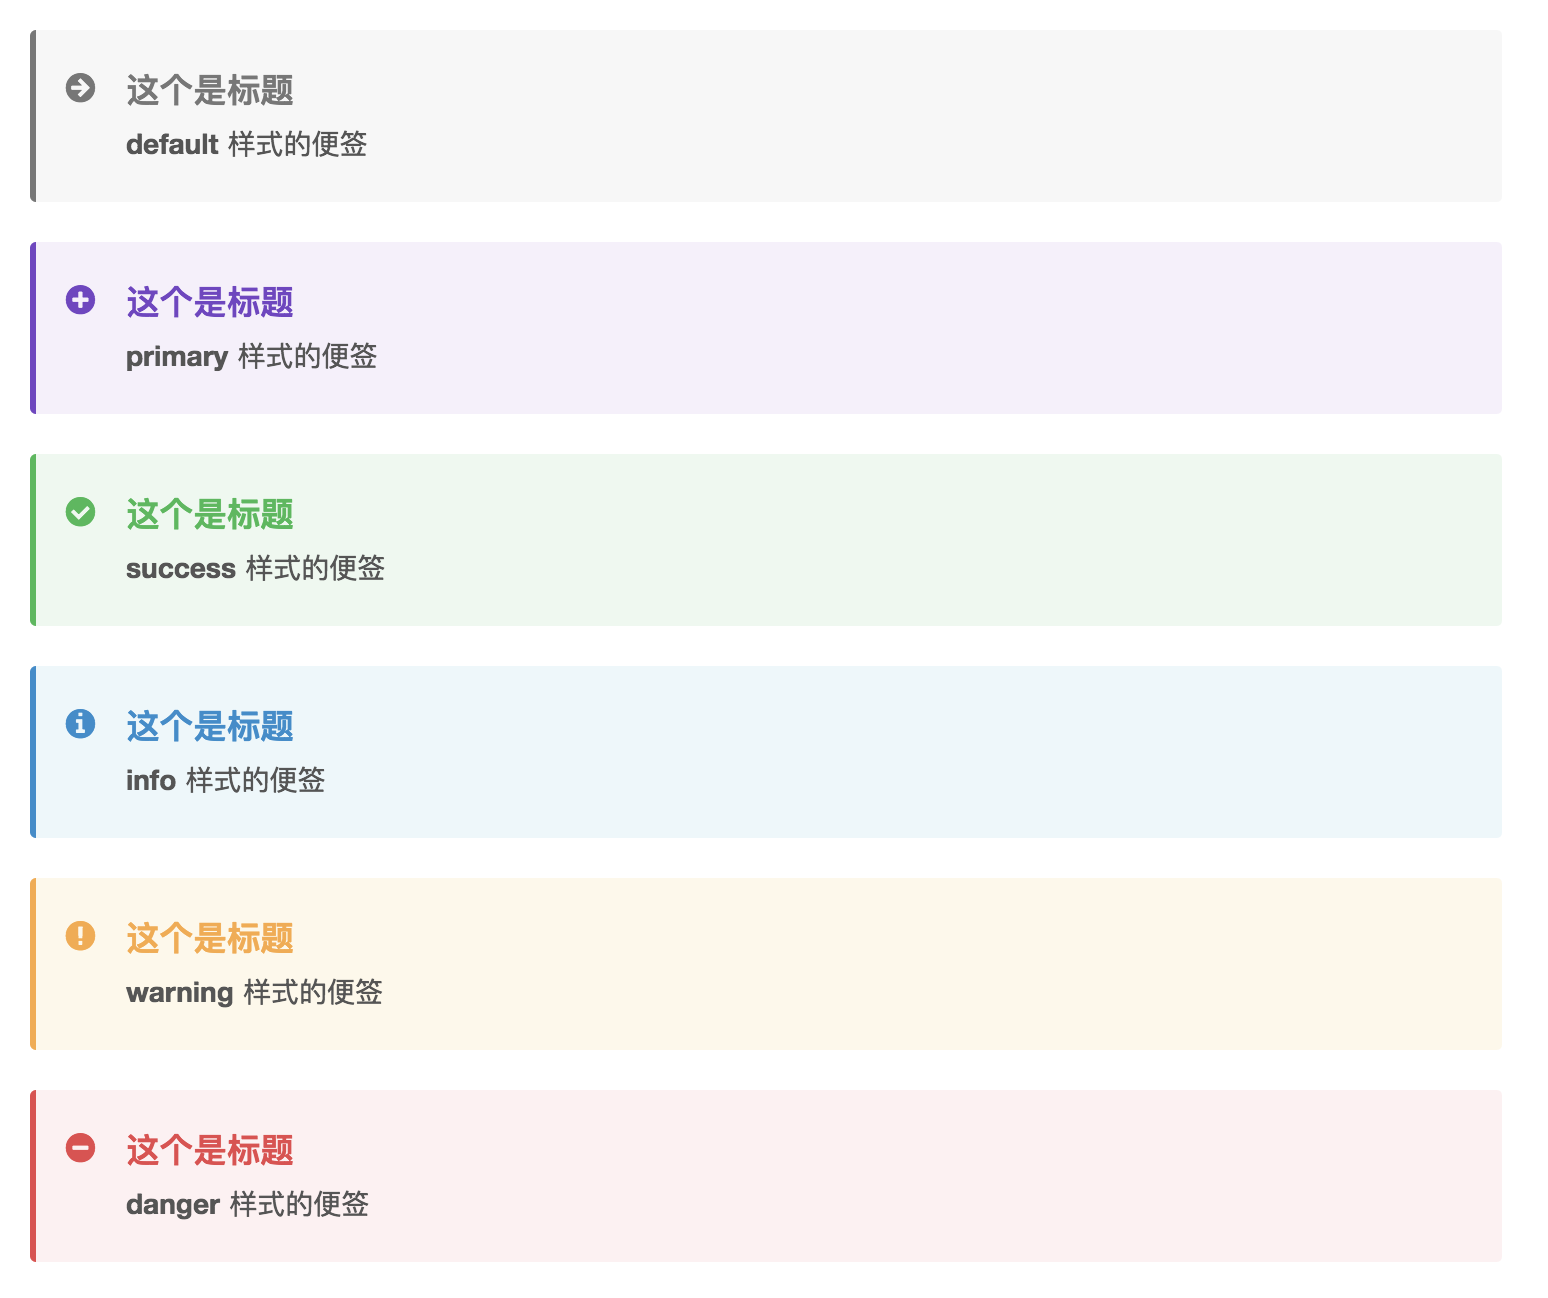 这个是标题
default 样式的便签
这个是标题
primary 样式的便签
这个是标题
success 样式的便签
这个是标题
info 样式的便签
这个是标题
warning 样式的便签
这个是标题
danger 样式的便签